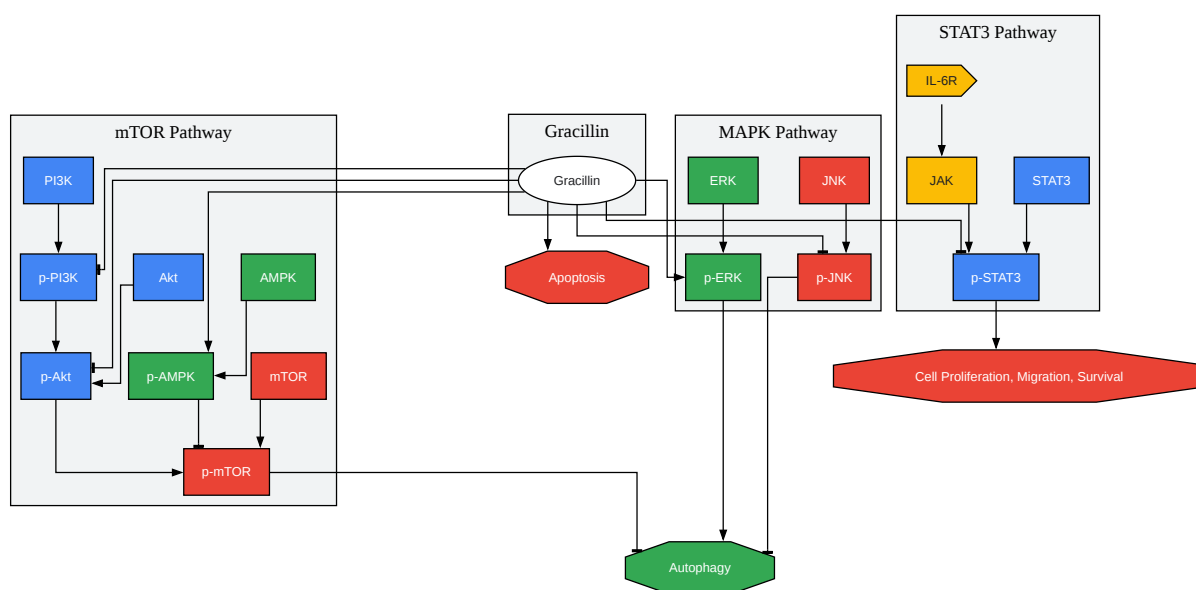 STAT3 Pathway
IL-6R
mTOR Pathway
Gracillin
MAPK Pathway
PI3K
Gracillin
ERK
JNK
JAK
STAT3
p-PI3K
Akt
AMPK
Apoptosis
p-ERK
p-JNK
p-STAT3
p-Akt
p-AMPK
mTOR
Cell Proliferation, Migration, Survival
p-mTOR
Autophagy